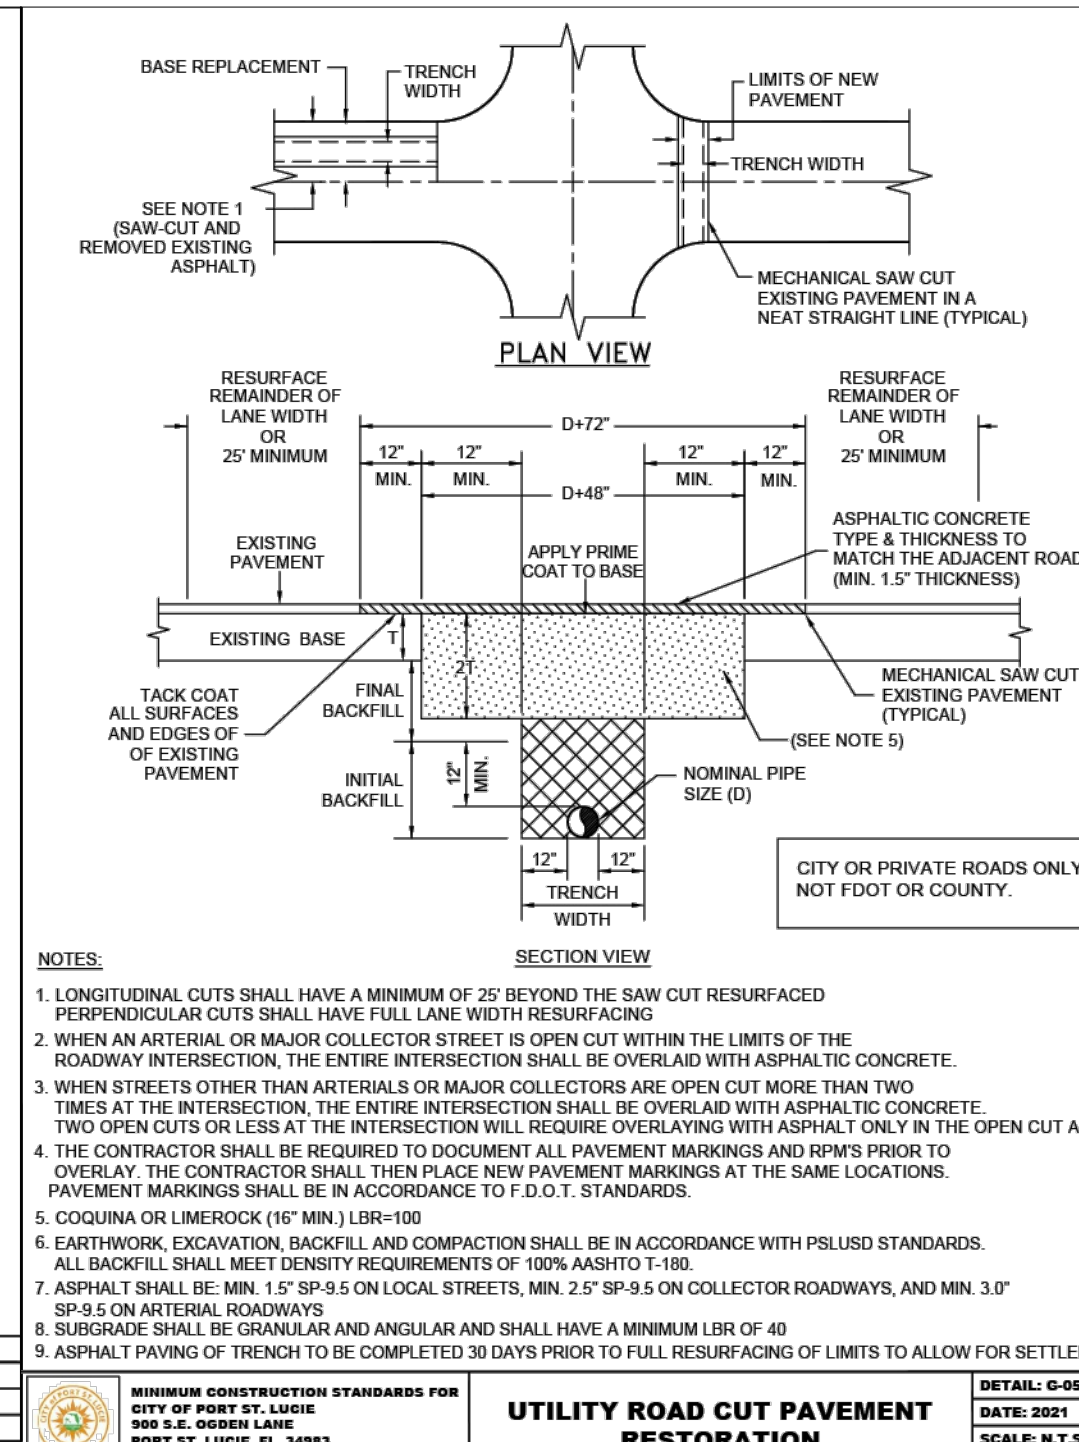 BASE REPLACEMENT
TRENCH
WIDTH
LIMITS OF NEW
PAVEMENT
TRENCH WIDTH
SEE NOTE 1
(SAW-CUT AND
REMOVED EXISTING
ASPHALT)
MECHANICAL SAW CUT
EXISTING PAVEMENT IN A
NEAT STRAIGHT LINE (TYPICAL)
PLAN VIEW
RESURFACE
REMAINDER OF
LANE WIDTH
OR
25' MINIMUM
RESURFACE
REMAINDER OF
LANE WIDTH
OR
25' MINIMUM
D+72"
12"
MIN.
12"
MIN.
12"
MIN.
12"
MIN.
D+48"
ASPHALTIC CONCRETE
TYPE & THICKNESS TO
MATCH THE ADJACENT ROAD
(MIN. 1.5" THICKNESS)
EXISTING
PAVEMENT
APPLY PRIME
COAT TO BASE
EXISTING BASE
T
2T
TACK COAT
ALL SURFACES
AND EDGES OF
OF EXISTING
PAVEMENT
FINAL
BACKFILL
MECHANICAL SAW CUT
EXISTING PAVEMENT
(TYPICAL)
(SEE NOTE 5)
INITIAL
BACKFILL
12"
MIN.
NOMINAL PIPE
SIZE (D)
12"
12"
TRENCH
WIDTH
CITY OR PRIVATE ROADS ONLY
NOT FDOT OR COUNTY.
SECTION VIEW
NOTES:
1. LONGITUDINAL CUTS SHALL HAVE A MINIMUM OF 25' BEYOND THE SAW CUT RESURFACED
PERPENDICULAR CUTS SHALL HAVE FULL LANE WIDTH RESURFACING
2. WHEN AN ARTERIAL OR MAJOR COLLECTOR STREET IS OPEN CUT WITHIN THE LIMITS OF THE
ROADWAY INTERSECTION, THE ENTIRE INTERSECTION SHALL BE OVERLAID WITH ASPHALTIC CONCRETE.
3. WHEN STREETS OTHER THAN ARTERIALS OR MAJOR COLLECTORS ARE OPEN CUT MORE THAN TWO
TIMES AT THE INTERSECTION, THE ENTIRE INTERSECTION SHALL BE OVERLAID WITH ASPHALTIC CONCRETE.
TWO OPEN CUTS OR LESS AT THE INTERSECTION WILL REQUIRE OVERLAYING WITH ASPHALT ONLY IN THE OPEN CUT A
4. THE CONTRACTOR SHALL BE REQUIRED TO DOCUMENT ALL PAVEMENT MARKINGS AND RPM'S PRIOR TO
OVERLAY. THE CONTRACTOR SHALL THEN PLACE NEW PAVEMENT MARKINGS AT THE SAME LOCATIONS.
PAVEMENT MARKINGS SHALL BE IN ACCORDANCE TO F.D.O.T. STANDARDS.
5. COQUINA OR LIMEROCK (16" MIN.) LBR=100
6. EARTHWORK, EXCAVATION, BACKFILL AND COMPACTION SHALL BE IN ACCORDANCE WITH PSLUSD STANDARDS.
ALL BACKFILL SHALL MEET DENSITY REQUIREMENTS OF 100% AASHTO T-180.
7. ASPHALT SHALL BE: MIN. 1.5" SP-9.5 ON LOCAL STREETS, MIN. 2.5" SP-9.5 ON COLLECTOR ROADWAYS, AND MIN. 3.0"
SP-9.5 ON ARTERIAL ROADWAYS
8. SUBGRADE SHALL BE GRANULAR AND ANGULAR AND SHALL HAVE A MINIMUM LBR OF 40
9. ASPHALT PAVING OF TRENCH TO BE COMPLETED 30 DAYS PRIOR TO FULL RESURFACING OF LIMITS TO ALLOW FOR SETTLE
CITY OF PORT ST. LUCIE
MINIMUM CONSTRUCTION STANDARDS FOR
CITY OF PORT ST. LUCIE
900 S.E. OGDEN LANE
PORT ST. LUCIE, FL. 34983
UTILITY ROAD CUT PAVEMENT
RESTORATION
DETAIL: G-05
DATE: 2021
SCALE: N.T.S